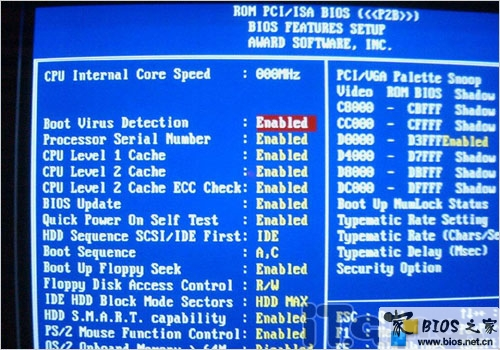 ROM PCI/ISA BIOS (<<P2B>>)
BIOS FEATURES SETUP
AWARD SOFTWARE, INC.
CPU Internal Core Speed : 000MHz
Boot Virus Detection : Enabled
Processor Serial Number : Enabled
CPU Level 1 Cache : Enabled
CPU Level 2 Cache : Enabled
CPU Level 2 Cache ECC Check: Enabled
BIOS Update : Enabled
Quick Power On Self Test : Enabled
HDD Sequence SCSI/IDE First: IDE
Boot Sequence : A,C
Boot Up Floppy Seek : Enabled
Floppy Disk Access Control : R/W
IDE HDD Block Mode Sectors : HDD MAX
HDD S.M.A.R.T. capability : Enabled
PS/2 Mouse Function Control: Enabled
OS/2 Onboard Memory > 64M : Disabled
PCI/VGA Palette Snoop
Video ROM BIOS Shadow
C8000 - CBFFF Shadow
CC000 - CFFFF Shadow
D0000 - D3FFFEnabled
D4000 - D7FFF Shadow
D8000 - DBFFF Shadow
DC000 - DFFFF Shadow
Boot Up NumLock Status
Typematic Rate Setting
Typematic Rate (Chars/Se
Typematic Delay (Msec)
Security Option
ESC
F1
BIOS之家
www.bios.net.cn